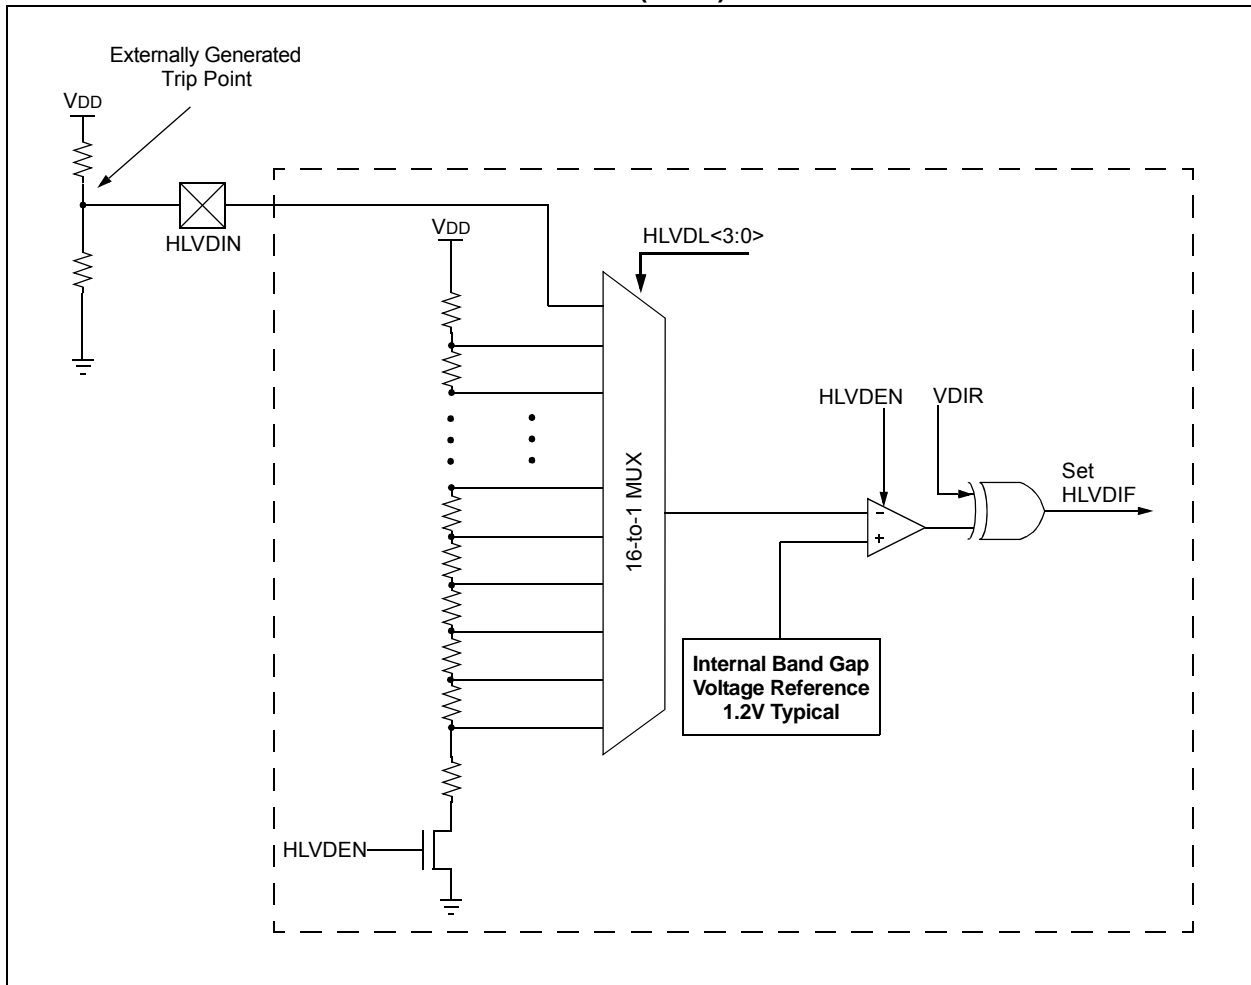 Externally Generated
Trip Point
VDD
HLVDIN
VDD
HLVDL<3:0>
16-to-1 MUX
HLVDEN
VDIR
Set
HLVDIF
-
+
Internal Band Gap
Voltage Reference
1.2V Typical
HLVDEN